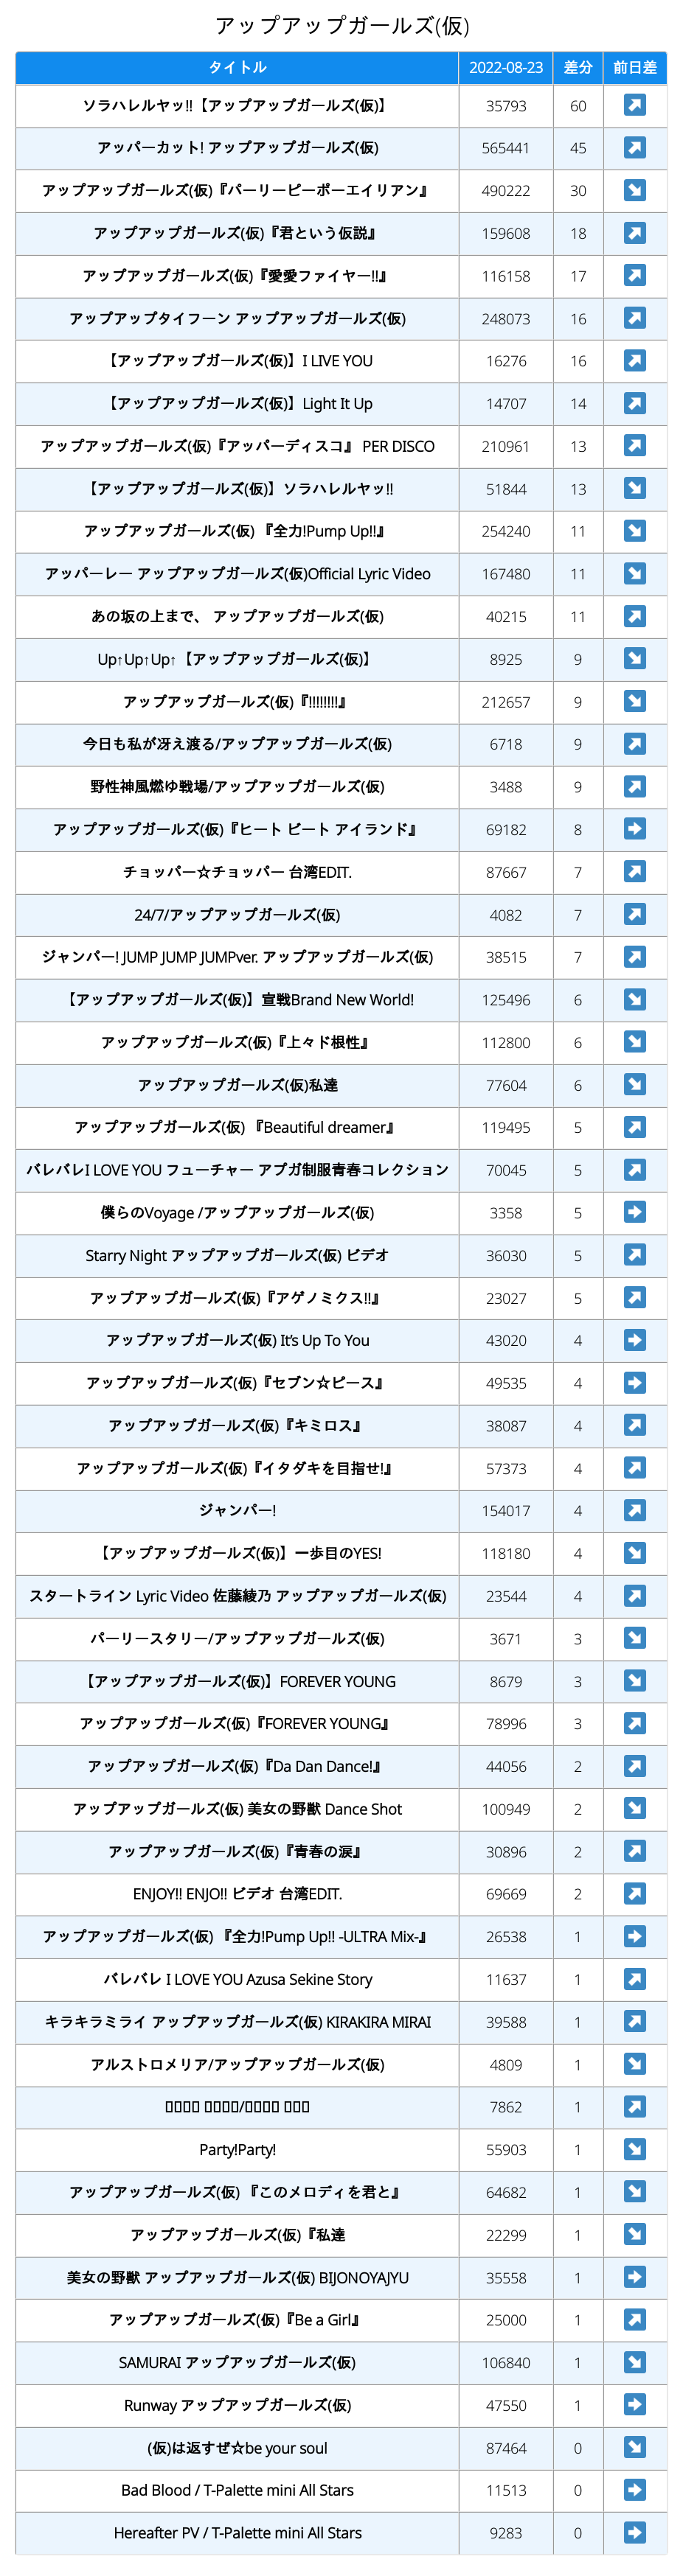 アップアップガールズ(仮)
タイトル 2022-08-23 差分 前日差
ソラハレルヤッ!!【アップアップガールズ(仮)】 35793 60
アッパーカット! アップアップガールズ(仮) 565441 45
アップアップガールズ(仮)『パーリーピーポーエイリアン』 490222 30
アップアップガールズ(仮)『君という仮説』 159608 18
アップアップガールズ(仮)『愛愛ファイヤー!!』 116158 17
アップアップタイフーン アップアップガールズ(仮) 248073 16
【アップアップガールズ(仮)】I LIVE YOU 16276 16
【アップアップガールズ(仮)】Light It Up 14707 14
アップアップガールズ(仮)『アッパーディスコ』 PER DISCO 210961 13
【アップアップガールズ(仮)】ソラハレルヤッ!! 51844 13
アップアップガールズ(仮) 『全力!Pump Up!!』 254240 11
アッパーレー アップアップガールズ(仮)Official Lyric Video 167480 11
あの坂の上まで、 アップアップガールズ(仮) 40215 11
Up↑Up↑Up↑【アップアップガールズ(仮)】 8925 9
アップアップガールズ(仮)『!!!!!!!!』 212657 9
今日も私が冴え渡る/アップアップガールズ(仮) 6718 9
野性神風燃ゆ戦場/アップアップガールズ(仮) 3488 9
アップアップガールズ(仮)『ヒート ビート アイランド』 69182 8
チョッパー☆チョッパー 台湾EDIT. 87667 7
24/7/アップアップガールズ(仮) 4082 7
ジャンパー! JUMP JUMP JUMPver. アップアップガールズ(仮) 38515 7
【アップアップガールズ(仮)】宣戦Brand New World! 125496 6
アップアップガールズ(仮)『上々ド根性』 112800 6
アップアップガールズ(仮)私達 77604 6
アップアップガールズ(仮) 『Beautiful dreamer』 119495 5
バレバレI LOVE YOU フューチャー アプガ制服青春コレクション 70045 5
僕らのVoyage /アップアップガールズ(仮) 3358 5
Starry Night アップアップガールズ(仮) ビデオ 36030 5
アップアップガールズ(仮)『アゲノミクス!!』 23027 5
アップアップガールズ(仮) It’s Up To You 43020 4
アップアップガールズ(仮)『セブン☆ピース』 49535 4
アップアップガールズ(仮)『キミロス』 38087 4
アップアップガールズ(仮)『イタダキを目指せ!』 57373 4
ジャンパー! 154017 4
【アップアップガールズ(仮)】一歩目のYES! 118180 4
スタートライン Lyric Video 佐藤綾乃 アップアップガールズ(仮) 23544 4
パーリースタリー/アップアップガールズ(仮) 3671 3
【アップアップガールズ(仮)】FOREVER YOUNG 8679 3
アップアップガールズ(仮)『FOREVER YOUNG』 78996 3
アップアップガールズ(仮)『Da Dan Dance!』 44056 2
アップアップガールズ(仮) 美女の野獣 Dance Shot 100949 2
アップアップガールズ(仮)『青春の涙』 30896 2
ENJOY!! ENJO!! ビデオ 台湾EDIT. 69669 2
アップアップガールズ(仮) 『全力!Pump Up!! -ULTRA Mix-』 26538 1
バレバレ I LOVE YOU Azusa Sekine Story 11637 1
キラキラミライ アップアップガールズ(仮) KIRAKIRA MIRAI 39588 1
アルストロメリア/アップアップガールズ(仮) 4809 1
▯▯▯▯ ▯▯▯▯/▯▯▯▯ ▯▯▯ 7862 1
Party!Party! 55903 1
アップアップガールズ(仮) 『このメロディを君と』 64682 1
アップアップガールズ(仮)『私達 22299 1
美女の野獣 アップアップガールズ(仮) BIJONOYAJYU 35558 1
アップアップガールズ(仮)『Be a Girl』 25000 1
SAMURAI アップアップガールズ(仮) 106840 1
Runway アップアップガールズ(仮) 47550 1
(仮)は返すぜ☆be your soul 87464 0
Bad Blood / T-Palette mini All Stars 11513 0
Hereafter PV / T-Palette mini All Stars 9283 0